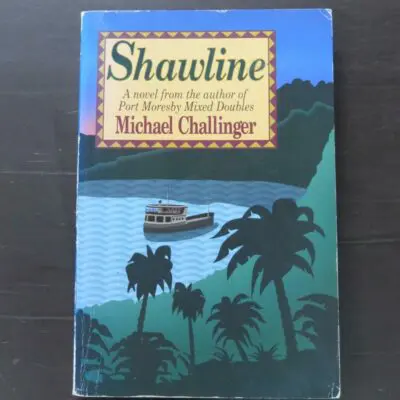 Shawline
A novel from the author of
Port Moresby Mixed Doubles
Michael Challinger